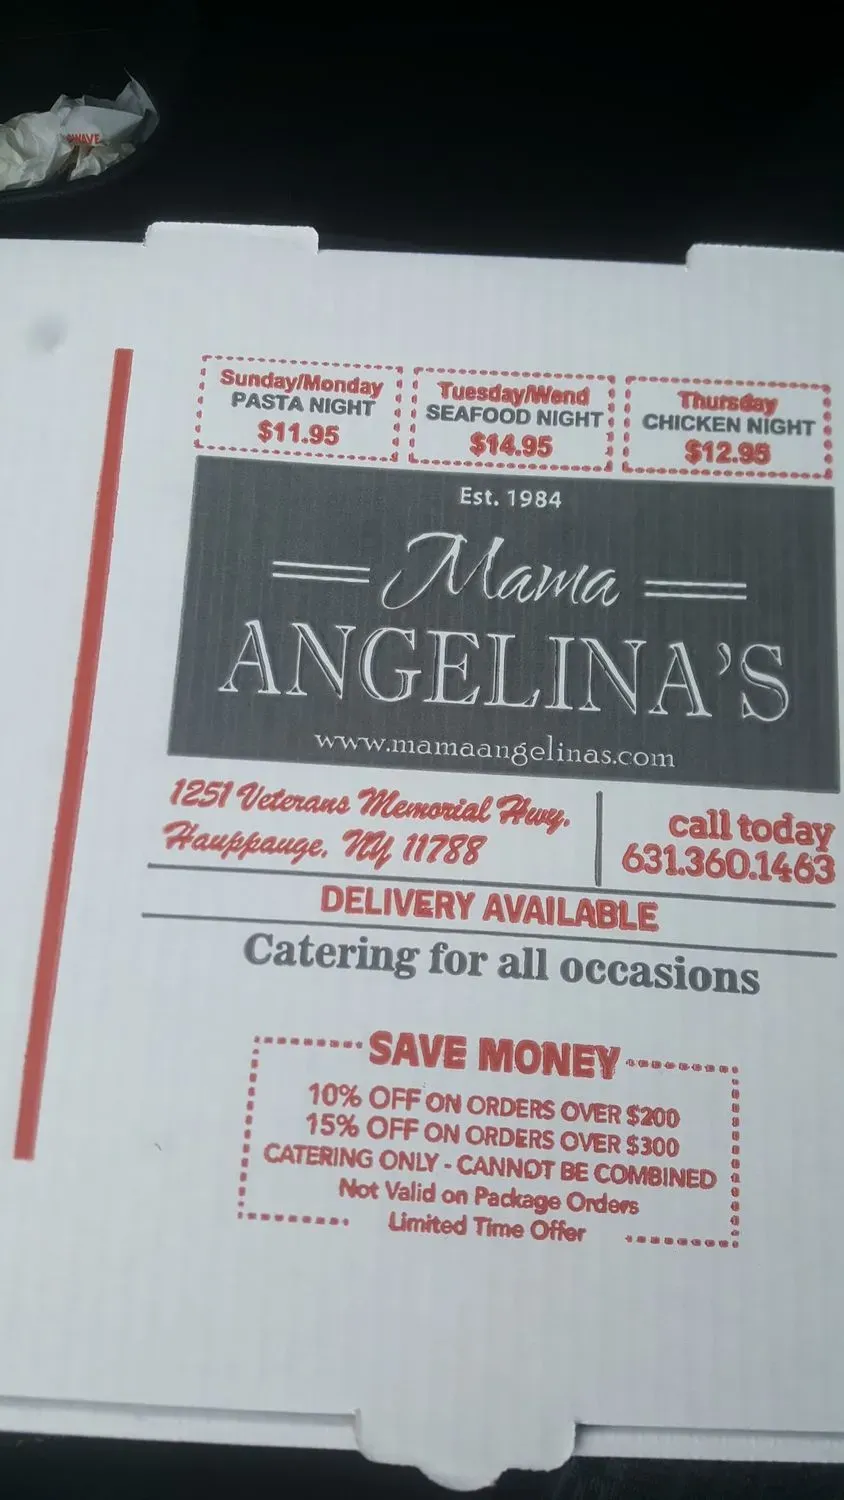 Sunday/Monday
PASTA NIGHT
$11.95
Tuesday/Wend
SEAFOOD NIGHT
$14.95
Thursday
CHICKEN NIGHT
$12.95
Est. 1984
Mama
ANGELINA'S
www.mamaangelinas.com
1251 Veterans Memorial Hwy.
Hauppauge, NY 11788
call today
631.360.1463
DELIVERY AVAILABLE
Catering for all occasions
SAVE MONEY
10% OFF ON ORDERS OVER $200
15% OFF ON ORDERS OVER $300
CATERING ONLY - CANNOT BE COMBINED
Not Valid on Package Orders
Limited Time Offer